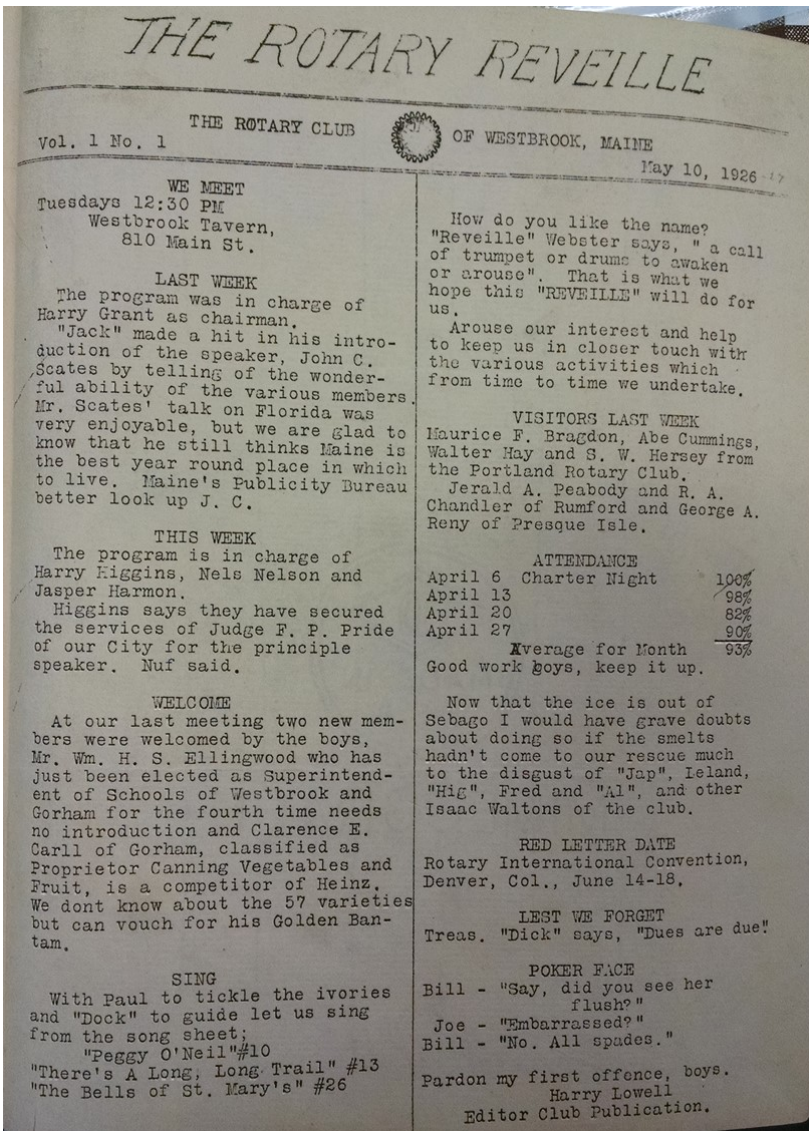 THE ROTARY REVEILLE
THE ROTARY CLUB OF WESTBROOK, MAINE
Vol. 1 No. 1
May 10, 1926
WE MEET
Tuesdays 12:30 PM
Westbrook Tavern,
810 Main St.
LAST WEEK
The program was in charge of
Harry Grant as chairman.
"Jack" made a hit in his intro-
duction of the speaker, John C.
Scates by telling of the wonder-
ful ability of the various members.
Mr. Scates' talk on Florida was
very enjoyable, but we are glad to
know that he still thinks Maine is
the best year round place in which
to live. Maine's Publicity Bureau
better look up J. C.
THIS WEEK
The program is in charge of
Harry Higgins, Nels Nelson and
Jasper Harmon.
Higgins says they have secured
the services of Judge F. P. Pride
of our City for the principle
speaker. Nuf said.
WELCOME
At our last meeting two new mem-
bers were welcomed by the boys,
Mr. Wm. H. S. Ellingwood who has
just been elected as Superintend-
ent of Schools of Westbrook and
Gorham for the fourth time needs
no introduction and Clarence E.
Carll of Gorham, classified as
Proprietor Canning Vegetables and
Fruit, is a competitor of Heinz.
We dont know about the 57 varieties
but can vouch for his Golden Ban-
tam.
SING
With Paul to tickle the ivories
and "Dock" to guide let us sing
from the song sheet;
"Peggy O'Neil"#10
"There's A Long, Long Trail" #13
"The Bells of St. Mary's" #26
How do you like the name?
"Reveille" Webster says, " a call
of trumpet or drums to awaken
or arouse". That is what we
hope this "REVEILLE" will do for
us.
Arouse our interest and help
to keep us in closer touch with
the various activities which
from time to time we undertake.
VISITORS LAST WEEK
Maurice F. Bragdon, Abe Cummings,
Walter Hay and S. W. Hersey from
the Portland Rotary Club.
Jerald A. Peabody and R. A.
Chandler of Rumford and George A.
Reny of Presque Isle.
ATTENDANCE
April 6 Charter Night 100%
April 13 98%
April 20 82%
April 27 90%
Average for Month 93%
Good work boys, keep it up.
Now that the ice is out of
Sebago I would have grave doubts
about doing so if the smelts
hadn't come to our rescue much
to the disgust of "Jap", Leland,
"Hig", Fred and "Al", and other
Isaac Waltons of the club.
RED LETTER DATE
Rotary International Convention,
Denver, Col., June 14-18.
LEST WE FORGET
Treas. "Dick" says, "Dues are due"!
POKER FACE
Bill - "Say, did you see her
flush?"
Joe - "Embarrassed?"
Bill - "No. All spades."
Pardon my first offence, boys.
Harry Lowell
Editor Club Publication.